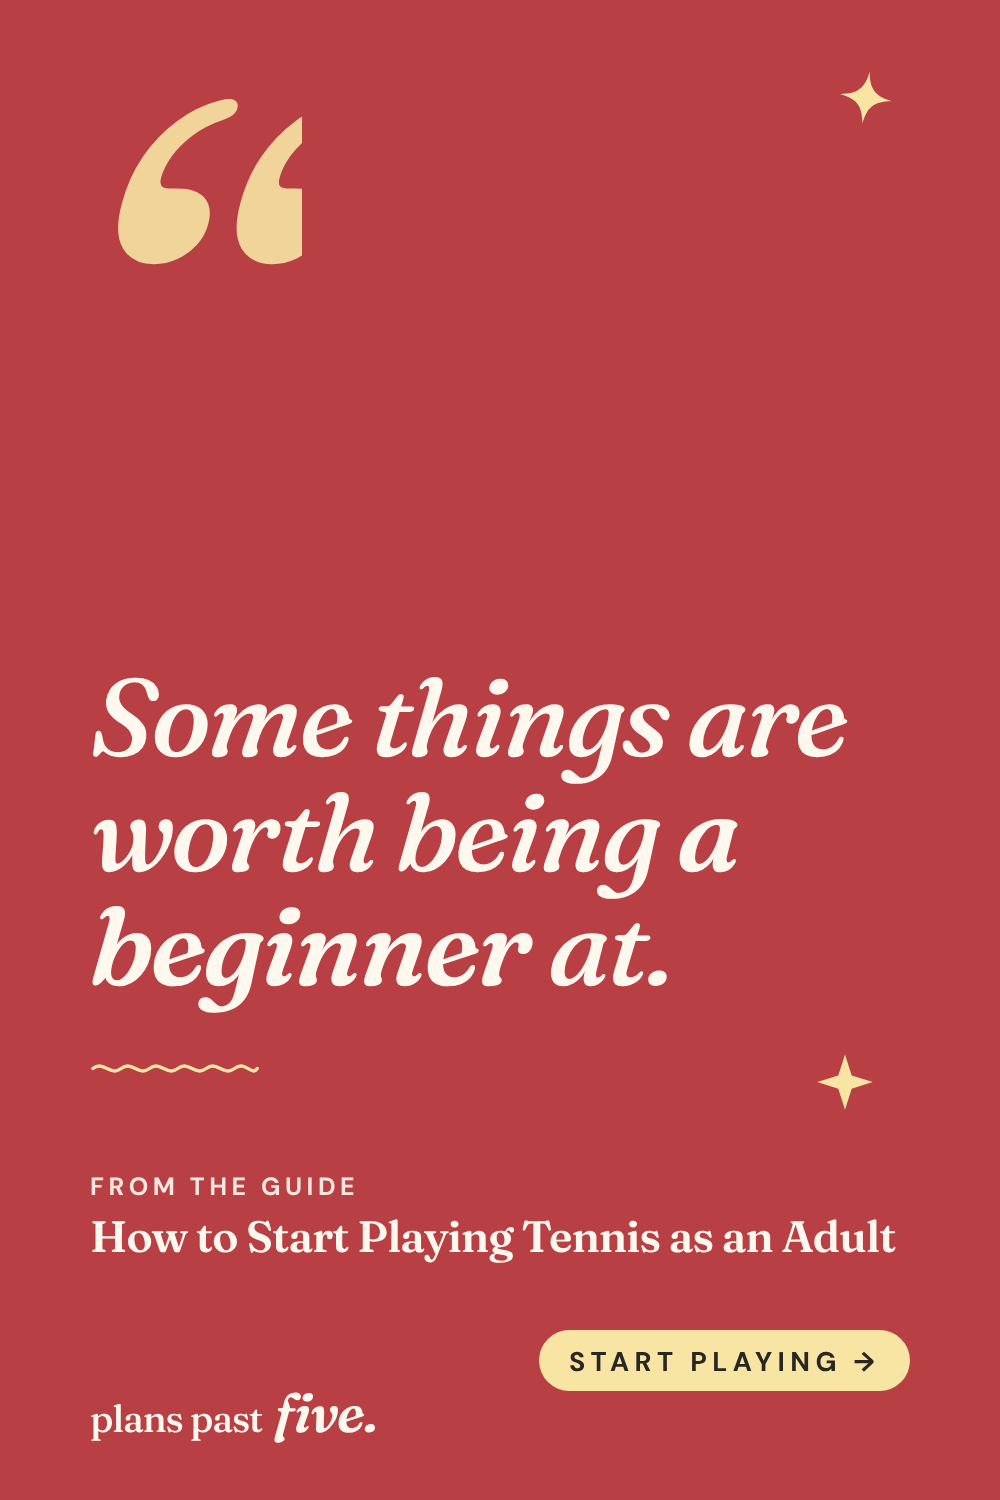 “
Some things are
worth being a
beginner at.
FROM THE GUIDE
How to Start Playing Tennis as an Adult
START PLAYING →
plans past five.